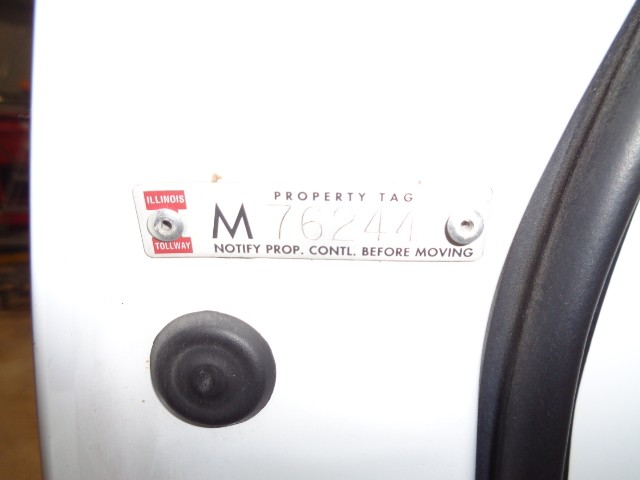 ILLINOIS
TOLLWAY
PROPERTY TAG
M 76244
NOTIFY PROP. CONTL. BEFORE MOVING